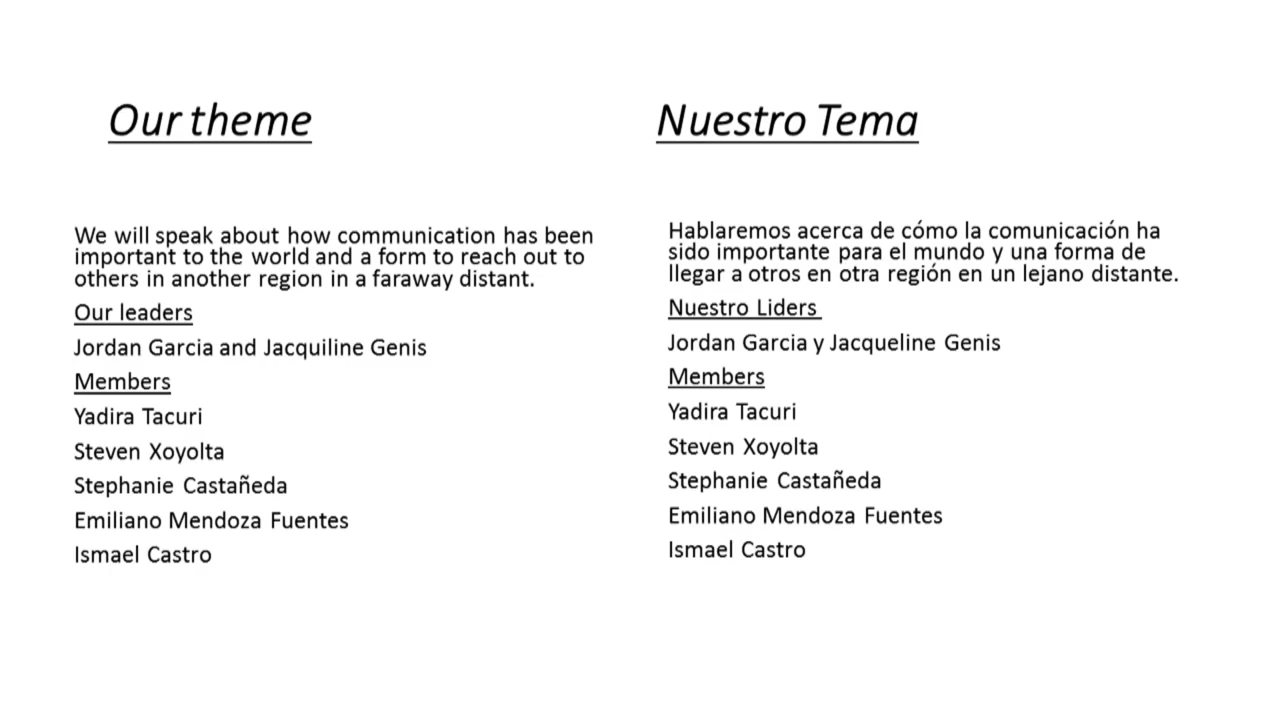 Our theme
We will speak about how communication has been
important to the world and a form to reach out to
others in another region in a faraway distant.
Our leaders
Jordan Garcia and Jacquiline Genis
Members
Yadira Tacuri
Steven Xoyolta
Stephanie Castañeda
Emiliano Mendoza Fuentes
Ismael Castro
Nuestro Tema
Hablaremos acerca de cómo la comunicación ha
sido importante para el mundo y una forma de
llegar a otros en otra región en un lejano distante.
Nuestro Liders
Jordan Garcia y Jacqueline Genis
Members
Yadira Tacuri
Steven Xoyolta
Stephanie Castañeda
Emiliano Mendoza Fuentes
Ismael Castro